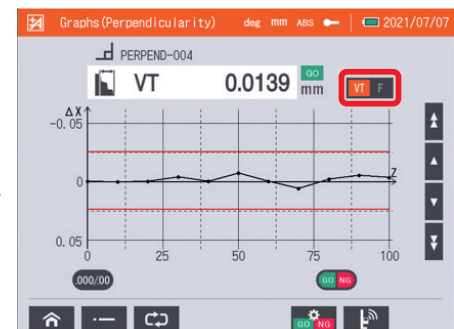 Graphs(Perpendicularity) deg mm ABS 2021/07/07
PERPEND-004
VT 0.0139 GO mm VT F
ΔX
-0.05
Z
0
0.05
0 25 50 75 100
.000/00 GO NG
GO NG